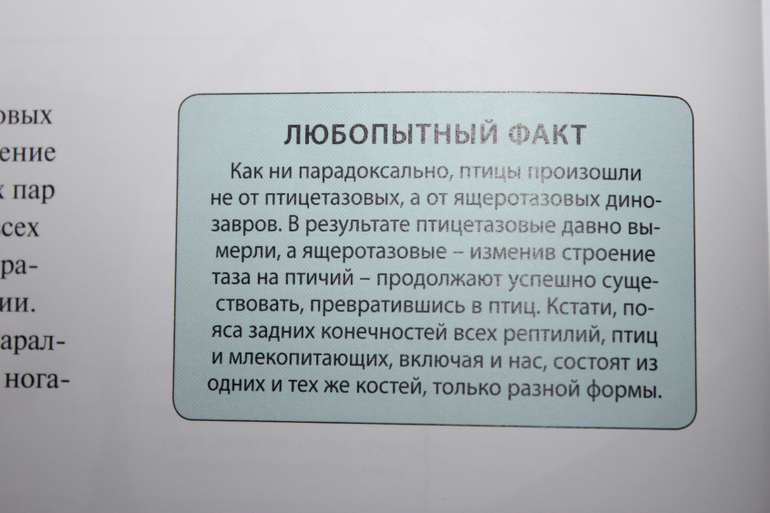 овых
ение
х пар
сех
ра-
ии.
арал-
нога-
ЛЮБОПЫТНЫЙ ФАКТ
Как ни парадоксально, птицы произошли
не от птицетазовых, а от ящеротазовых дино-
завров. В результате птицетазовые давно вы-
мерли, а ящеротазовые – изменив строение
таза на птичий – продолжают успешно суще-
ствовать, превратившись в птиц. Кстати, по-
яса задних конечностей всех рептилий, птиц
и млекопитающих, включая и нас, состоят из
одних и тех же костей, только разной формы.